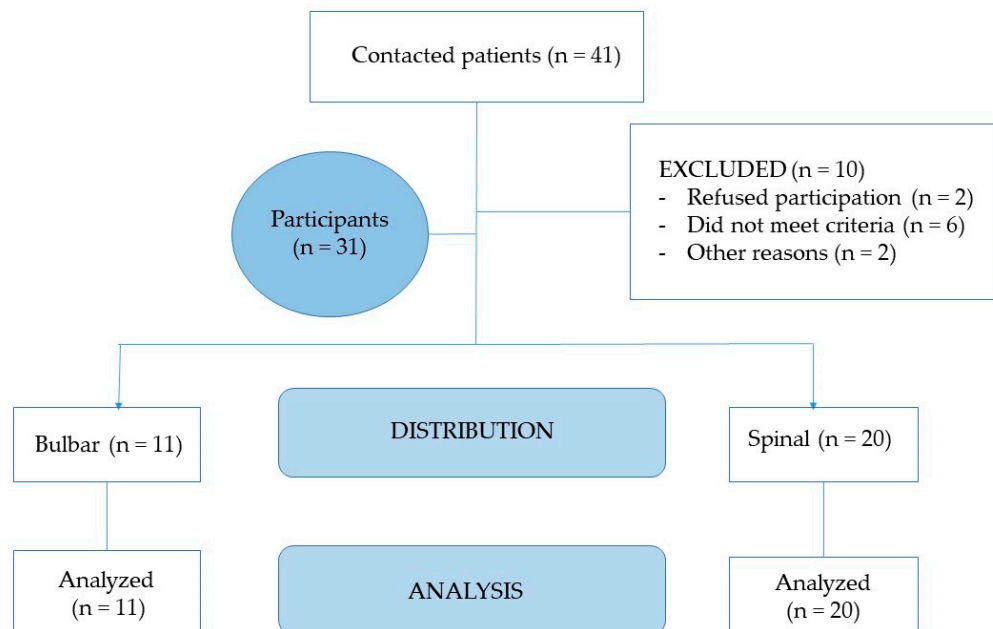 Contacted patients (n = 41)
EXCLUDED (n = 10)
- Refused participation (n = 2)
- Did not meet criteria (n = 6)
- Other reasons (n = 2)
Participants
(n = 31)
Bulbar (n = 11)
DISTRIBUTION
Spinal (n = 20)
Analyzed
(n = 11)
ANALYSIS
Analyzed
(n = 20)